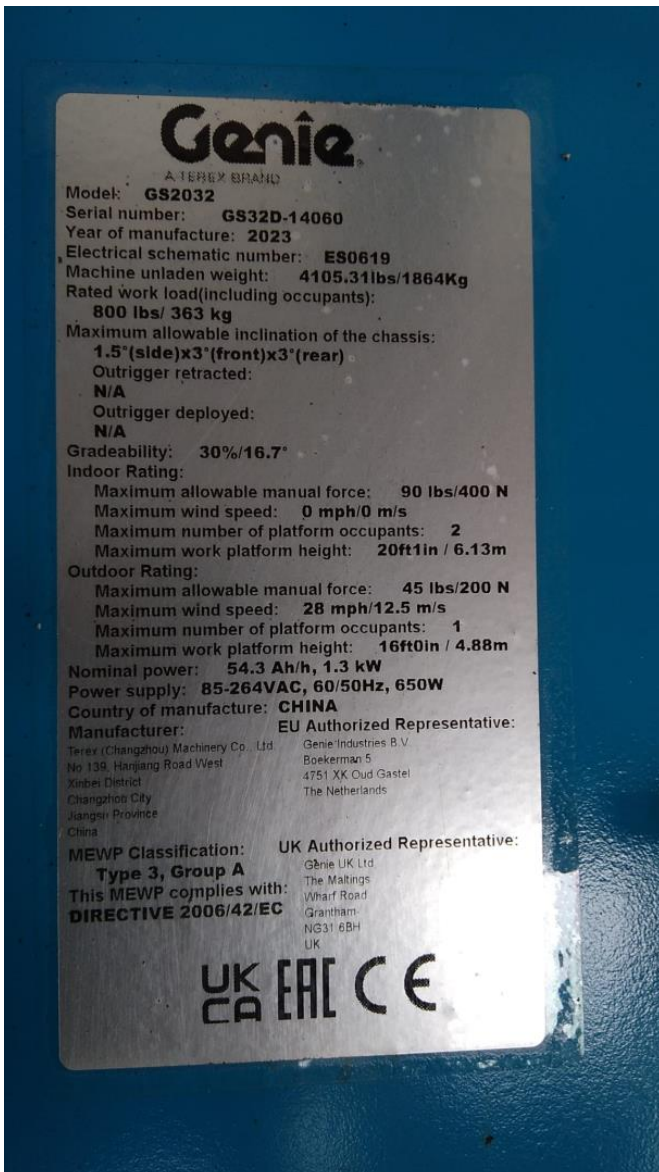 Genie
A TEREX BRAND
Model: GS2032
Serial number: GS32D-14060
Year of manufacture: 2023
Electrical schematic number: ES0619
Machine unladen weight: 4105.31lbs/1864Kg
Rated work load(including occupants):
800 lbs/ 363 kg
Maximum allowable inclination of the chassis:
1.5°(side)x3°(front)x3°(rear)
Outrigger retracted:
N/A
Outrigger deployed:
N/A
Gradeability: 30%/16.7°
Indoor Rating:
Maximum allowable manual force: 90 lbs/400 N
Maximum wind speed: 0 mph/0 m/s
Maximum number of platform occupants: 2
Maximum work platform height: 20ft1in / 6.13m
Outdoor Rating:
Maximum allowable manual force: 45 lbs/200 N
Maximum wind speed: 28 mph/12.5 m/s
Maximum number of platform occupants: 1
Maximum work platform height: 16ft0in / 4.88m
Nominal power: 54.3 Ah/h, 1.3 kW
Power supply: 85-264VAC, 60/50Hz, 650W
Country of manufacture: CHINA
Manufacturer:
Terex (Changzhou) Machinery Co., Ltd.
No 139, Hanjiang Road West
Xinbei District
Changzhou City
Jiangsu Province
China
EU Authorized Representative:
Genie Industries B.V.
Boekerman 5
4751 XK Oud Gastel
The Netherlands
MEWP Classification:
Type 3, Group A
This MEWP complies with:
DIRECTIVE 2006/42/EC
UK Authorized Representative:
Genie UK Ltd
The Maltings
Wharf Road
Grantham
NG31 6BH
UK
UK
CA EAC CE